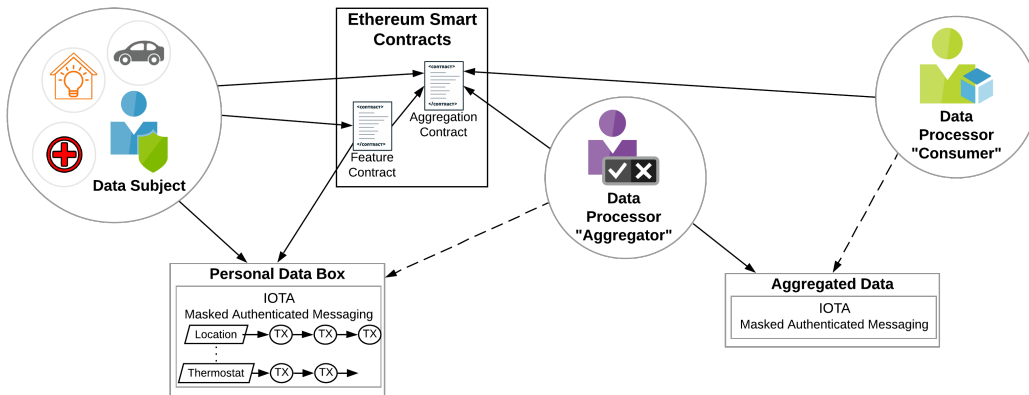 Ethereum Smart
Contracts
<contract>
</contract>
Aggregation
Contract
<contract>
</contract>
Feature
Contract
Data Subject
Data
Processor
"Aggregator"
Data
Processor
"Consumer"
Personal Data Box
IOTA
Masked Authenticated Messaging
Location TX TX TX
Thermostat TX TX
Aggregated Data
IOTA
Masked Authenticated Messaging